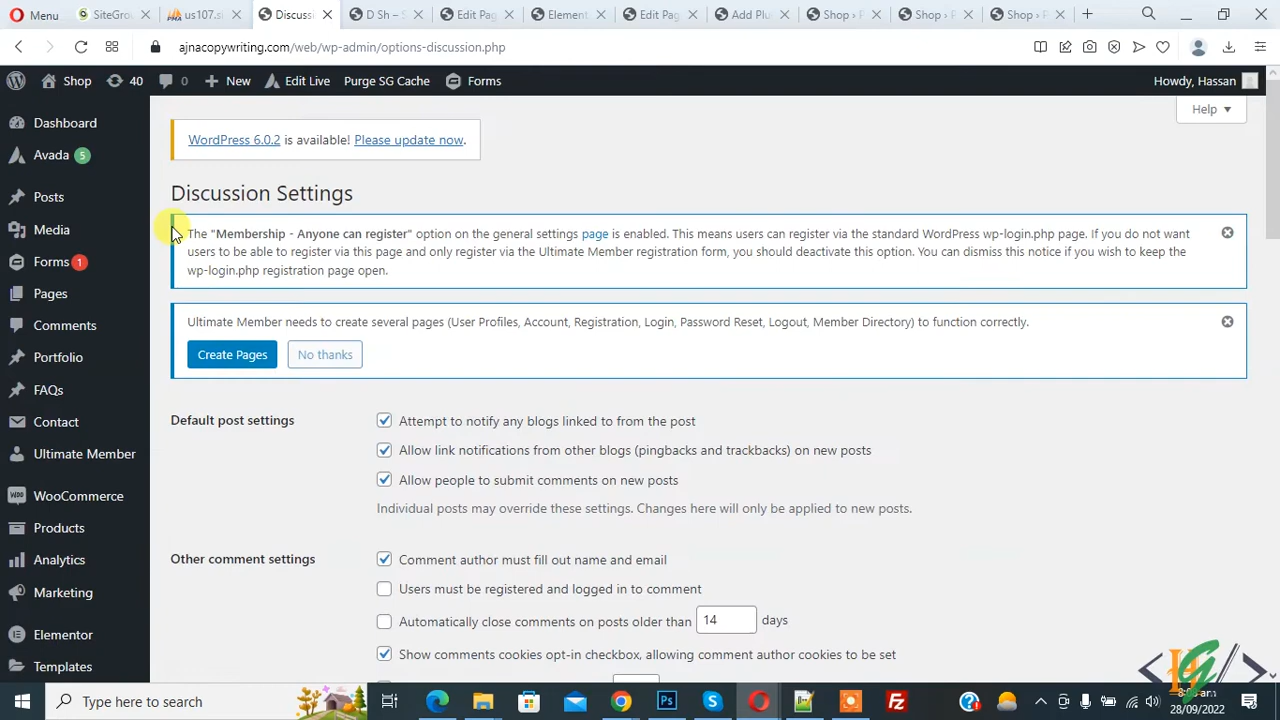 Menu
SiteGro
us107.si
Discussi
D Sh – S
Edit Pag
Element
Edit Pag
Add Plu
Shop ‹ P
Shop ‹ P
Shop ‹ P
ajnacopywriting.com/web/wp-admin/options-discussion.php
Shop
40
0
New
Edit Live
Purge SG Cache
Forms
Howdy, Hassan
Help
Dashboard
Avada 5
Posts
Media
Forms 1
Pages
Comments
Portfolio
FAQs
Contact
Ultimate Member
WooCommerce
Products
Analytics
Marketing
Elementor
Templates
WordPress 6.0.2 is available! Please update now.
Discussion Settings
The "Membership - Anyone can register" option on the general settings page is enabled. This means users can register via the standard WordPress wp-login.php page. If you do not want
users to be able to register via this page and only register via the Ultimate Member registration form, you should deactivate this option. You can dismiss this notice if you wish to keep the
wp-login.php registration page open.
Ultimate Member needs to create several pages (User Profiles, Account, Registration, Login, Password Reset, Logout, Member Directory) to function correctly.
Create Pages
No thanks
Default post settings
Attempt to notify any blogs linked to from the post
Allow link notifications from other blogs (pingbacks and trackbacks) on new posts
Allow people to submit comments on new posts
Individual posts may override these settings. Changes here will only be applied to new posts.
Other comment settings
Comment author must fill out name and email
Users must be registered and logged in to comment
Automatically close comments on posts older than 14 days
Show comments cookies opt-in checkbox, allowing comment author cookies to be set
Type here to search
28/09/2022